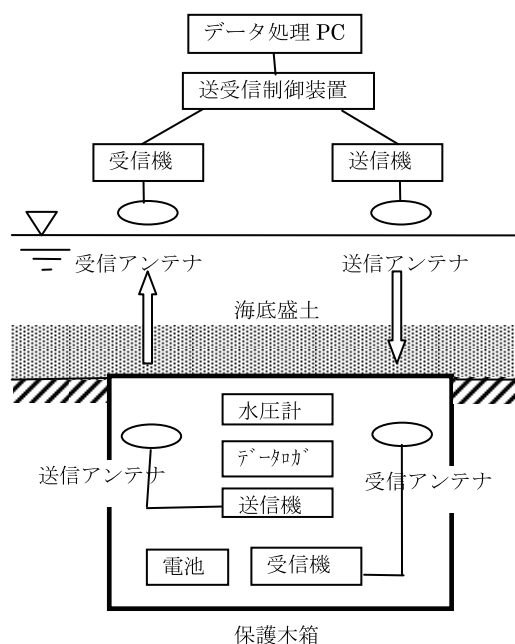 データ処理 PC
送受信制御装置
受信機
送信機
受信アンテナ
送信アンテナ
海底盛土
水圧計
ﾃﾞｰﾀﾛｶﾞ
送信アンテナ
受信アンテナ
送信機
電池
受信機
保護木箱